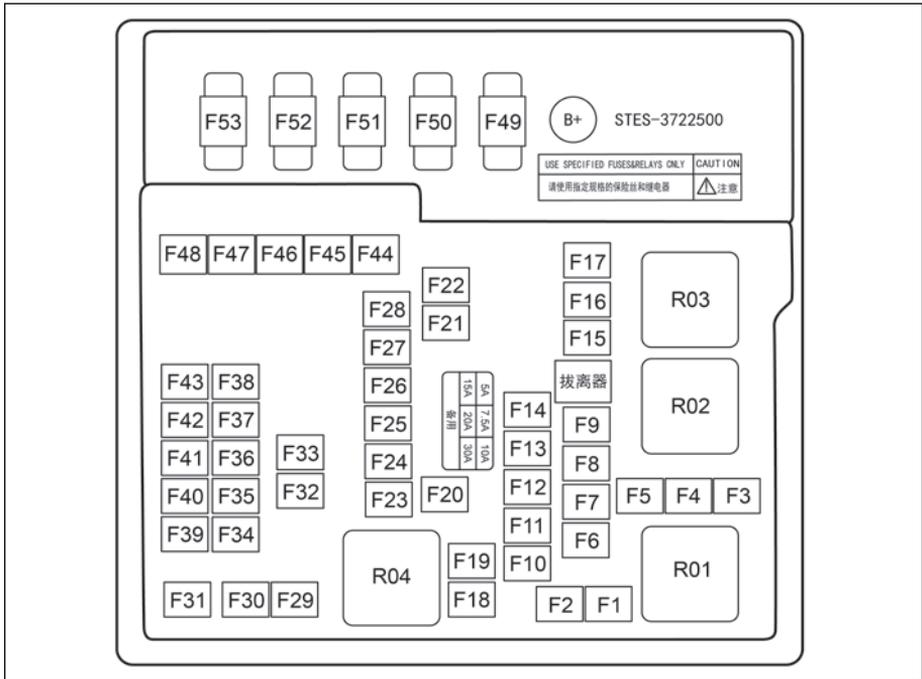 F53 F52 F51 F50 F49 B+ STES-3722500
USE SPECIFIED FUSES&RELAYS ONLY CAUTION
请使用指定规格的保险丝和继电器 注意
F48 F47 F46 F45 F44
F17
F22
F16
R03
F28
F21
F15
F27
F43 F38
F26
拔离器
5A 7.5A 10A
15A 20A 30A
备用
R02
F14
F42 F37
F25
F9
F13
F41 F36
F33
F24
F8
F12
F40 F35
F32
F23
F20
F7
F5 F4 F3
F11
F39 F34
F6
F10
F19
R04
R01
F31 F30 F29
F18
F2 F1